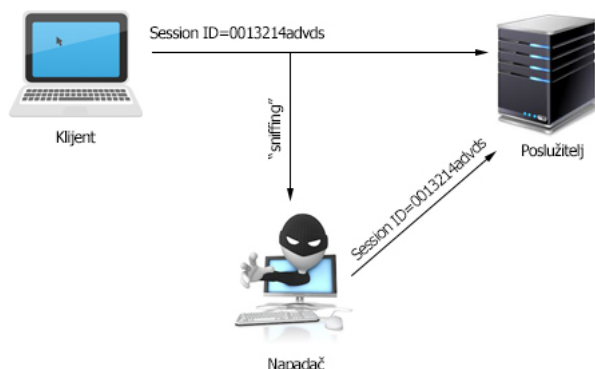 Session ID=0013214advds
Klijent
"sniffing"
Poslužitelj
Session ID=0013214advds
Napadač